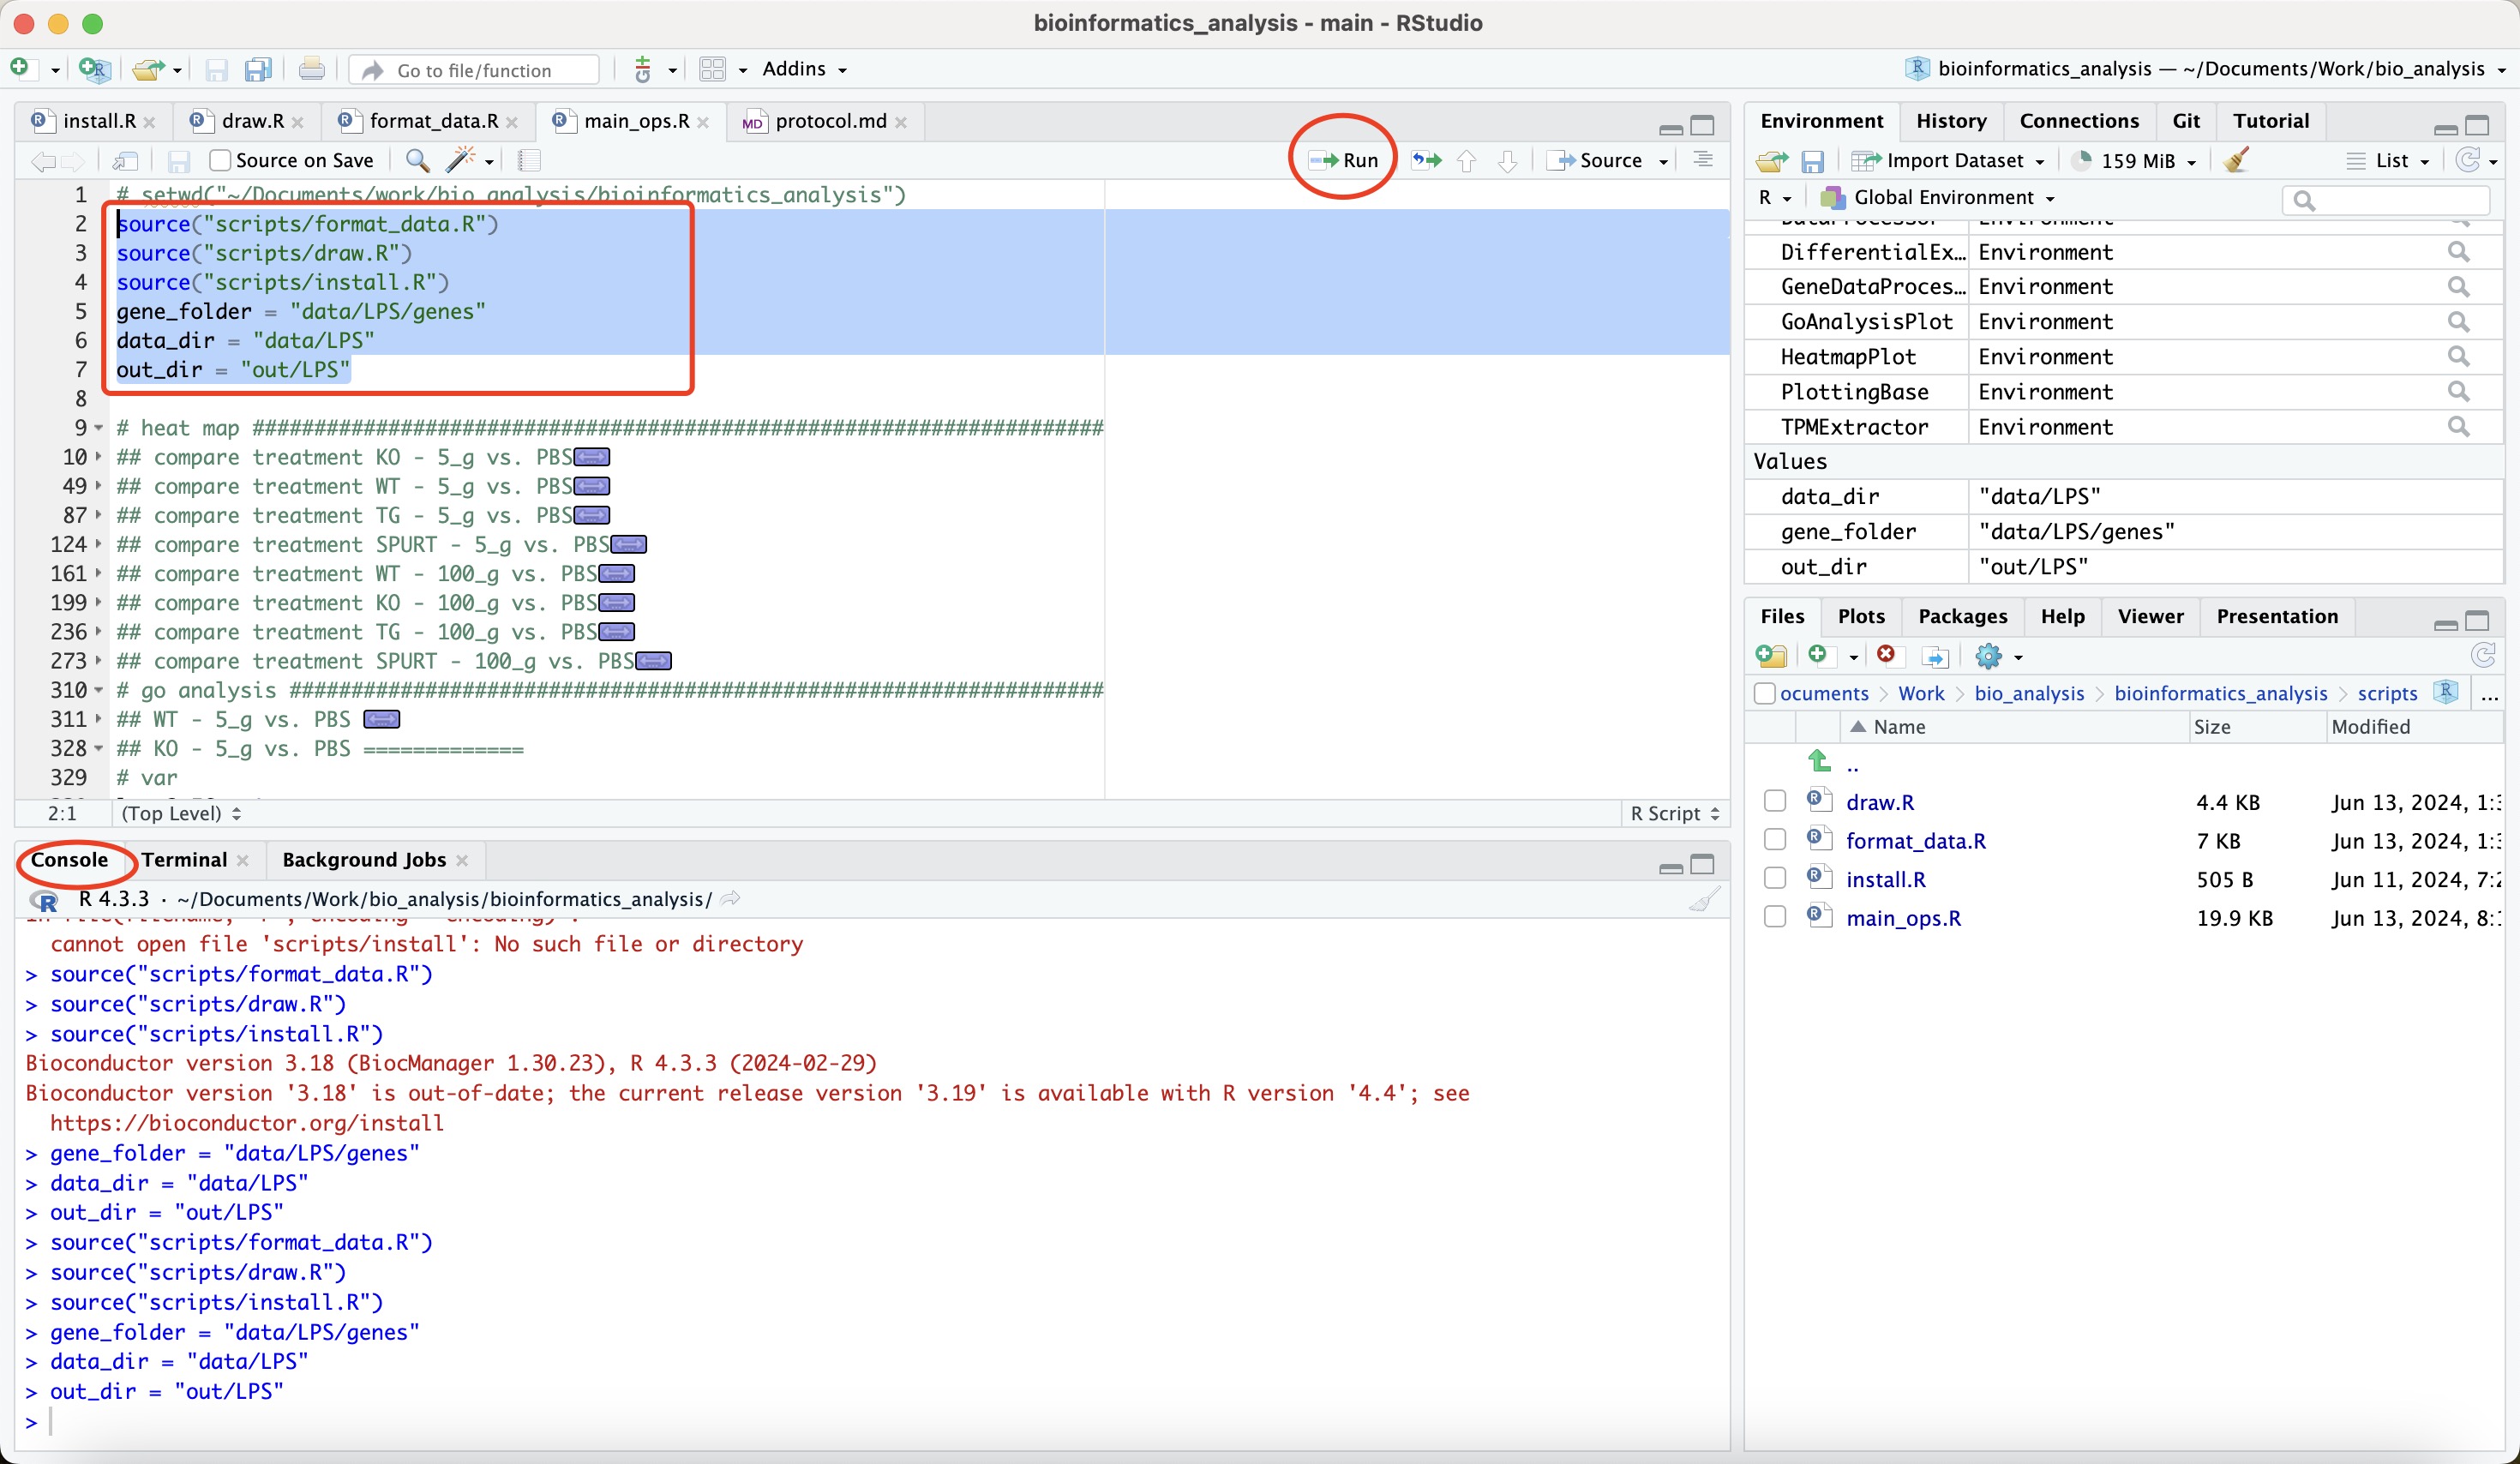 bioinformatics_analysis - main - RStudio
Go to file/function
Addins
bioinformatics_analysis — ~/Documents/Work/bio_analysis
install.R
draw.R
format_data.R
main_ops.R
MD protocol.md
Source on Save
Run
Source
1 # setwd("~/Documents/work/bio_analysis/bioinformatics_analysis")
2 source("scripts/format_data.R")
3 source("scripts/draw.R")
4 source("scripts/install.R")
5 gene_folder = "data/LPS/genes"
6 data_dir = "data/LPS"
7 out_dir = "out/LPS"
8
9 # heat map #####################################################################
10 ## compare treatment KO - 5_g vs. PBS
49 ## compare treatment WT - 5_g vs. PBS
87 ## compare treatment TG - 5_g vs. PBS
124 ## compare treatment SPURT - 5_g vs. PBS
161 ## compare treatment WT - 100_g vs. PBS
199 ## compare treatment KO - 100_g vs. PBS
236 ## compare treatment TG - 100_g vs. PBS
273 ## compare treatment SPURT - 100_g vs. PBS
310 # go analysis ##################################################################
311 ## WT - 5_g vs. PBS
328 ## KO - 5_g vs. PBS =============
329 # var
2:1 (Top Level) R Script
Console Terminal Background Jobs
R 4.3.3 · ~/Documents/Work/bio_analysis/bioinformatics_analysis/
cannot open file 'scripts/install': No such file or directory
> source("scripts/format_data.R")
> source("scripts/draw.R")
> source("scripts/install.R")
Bioconductor version 3.18 (BiocManager 1.30.23), R 4.3.3 (2024-02-29)
Bioconductor version '3.18' is out-of-date; the current release version '3.19' is available with R version '4.4'; see
https://bioconductor.org/install
> gene_folder = "data/LPS/genes"
> data_dir = "data/LPS"
> out_dir = "out/LPS"
> source("scripts/format_data.R")
> source("scripts/draw.R")
> source("scripts/install.R")
> gene_folder = "data/LPS/genes"
> data_dir = "data/LPS"
> out_dir = "out/LPS"
>
Environment History Connections Git Tutorial
Import Dataset 159 MiB List
R Global Environment
DataProcessor Environment
DifferentialEx… Environment
GeneDataProces… Environment
GoAnalysisPlot Environment
HeatmapPlot Environment
PlottingBase Environment
TPMExtractor Environment
Values
data_dir "data/LPS"
gene_folder "data/LPS/genes"
out_dir "out/LPS"
Files Plots Packages Help Viewer Presentation
ocuments Work bio_analysis bioinformatics_analysis scripts ...
Name Size Modified
..
draw.R 4.4 KB Jun 13, 2024, 1:
format_data.R 7 KB Jun 13, 2024, 1:
install.R 505 B Jun 11, 2024, 7:
main_ops.R 19.9 KB Jun 13, 2024, 8: